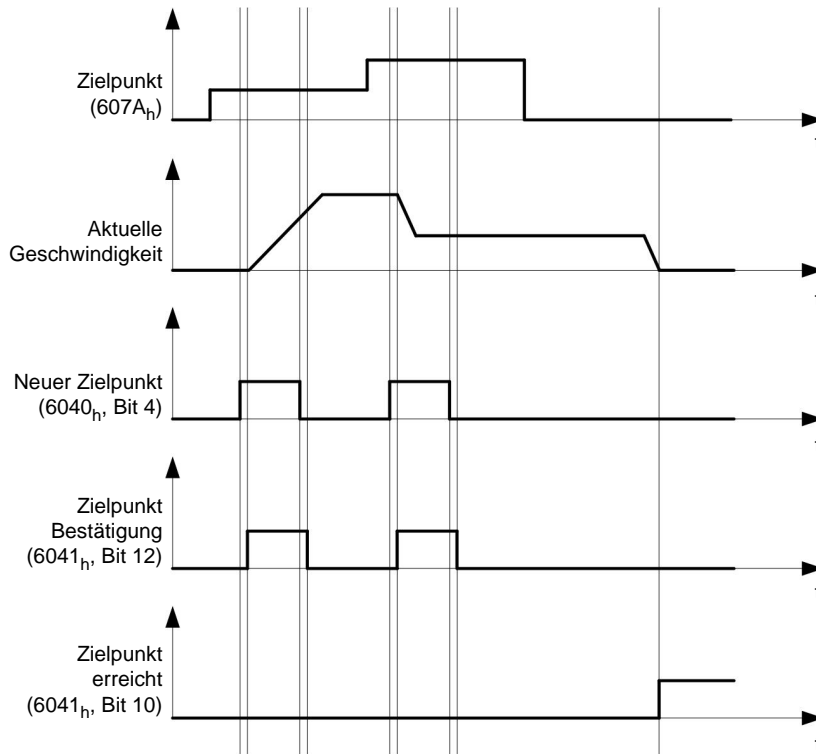 Zielpunkt
(607Aₕ)
Aktuelle
Geschwindigkeit
Neuer Zielpunkt
(6040ₕ, Bit 4)
Zielpunkt
Bestätigung
(6041ₕ, Bit 12)
Zielpunkt
erreicht
(6041ₕ, Bit 10)